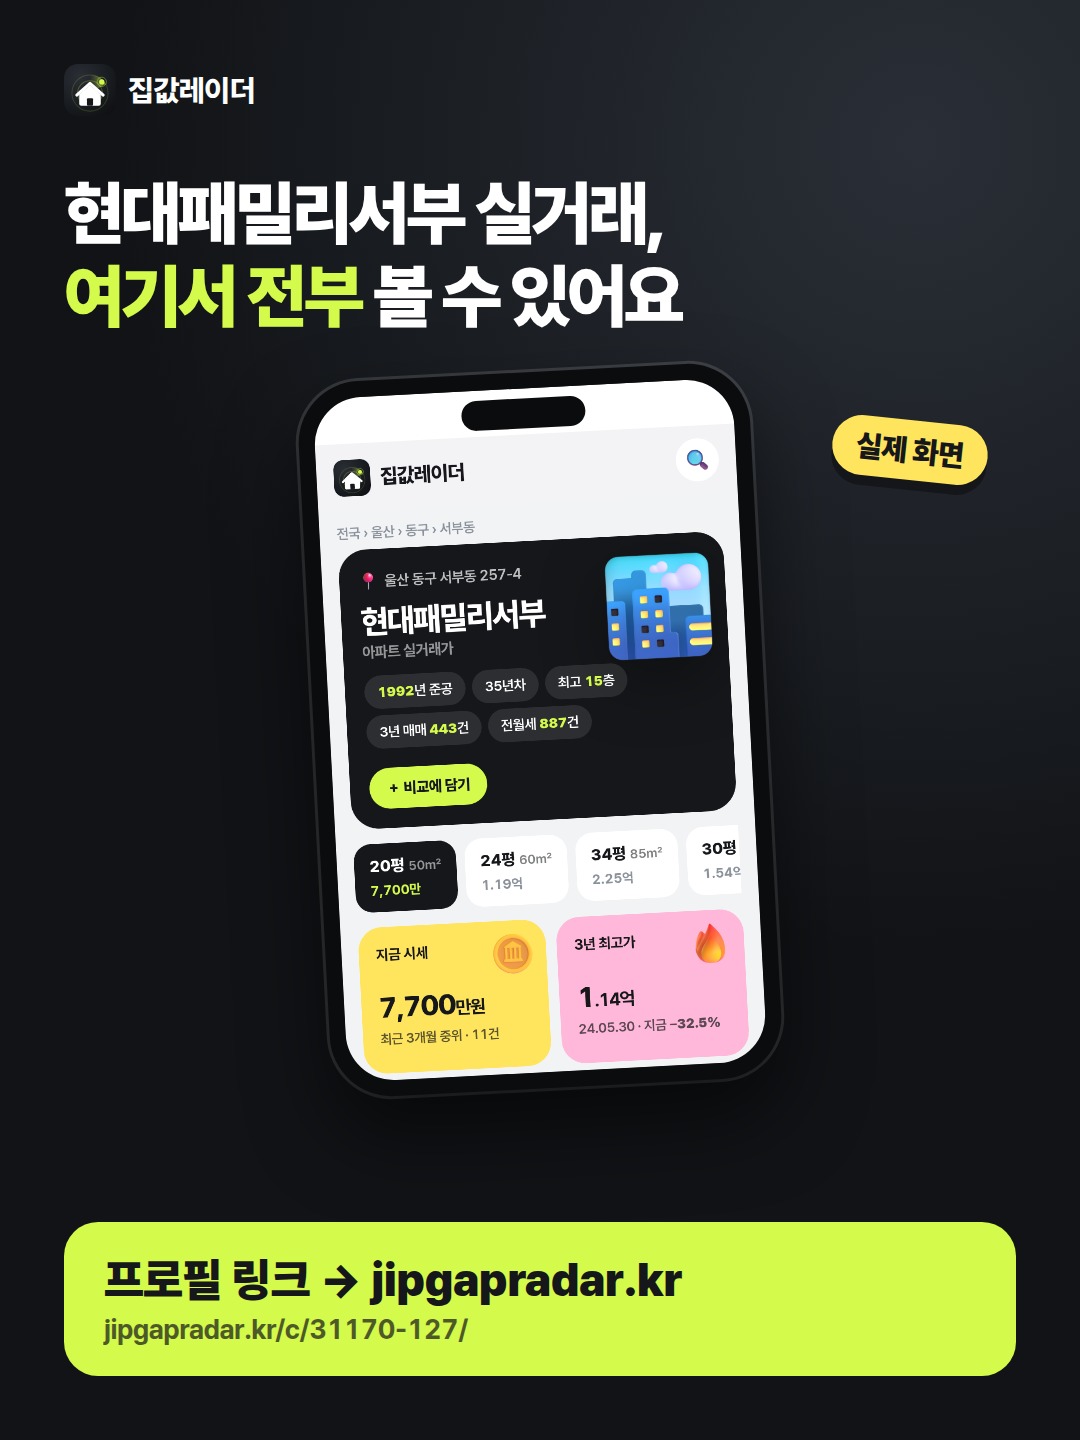 집값레이더
현대패밀리서부 실거래,
여기서 전부 볼 수 있어요
실제 화면
집값레이더
전국 › 울산 › 동구 › 서부동
울산 동구 서부동 257-4
현대패밀리서부
아파트 실거래가
1992년 준공 35년차 최고 15층
3년 매매 443건 전월세 887건
+ 비교에 담기
20평 50m² 24평 60m² 34평 85m² 30평
7,700만 1.19억 2.25억 1.54억
지금 시세 3년 최고가
7,700만원 1.14억
최근 3개월 중위 · 11건 24.05.30 · 지금 −32.5%
프로필 링크 → jipgapradar.kr
jipgapradar.kr/c/31170-127/